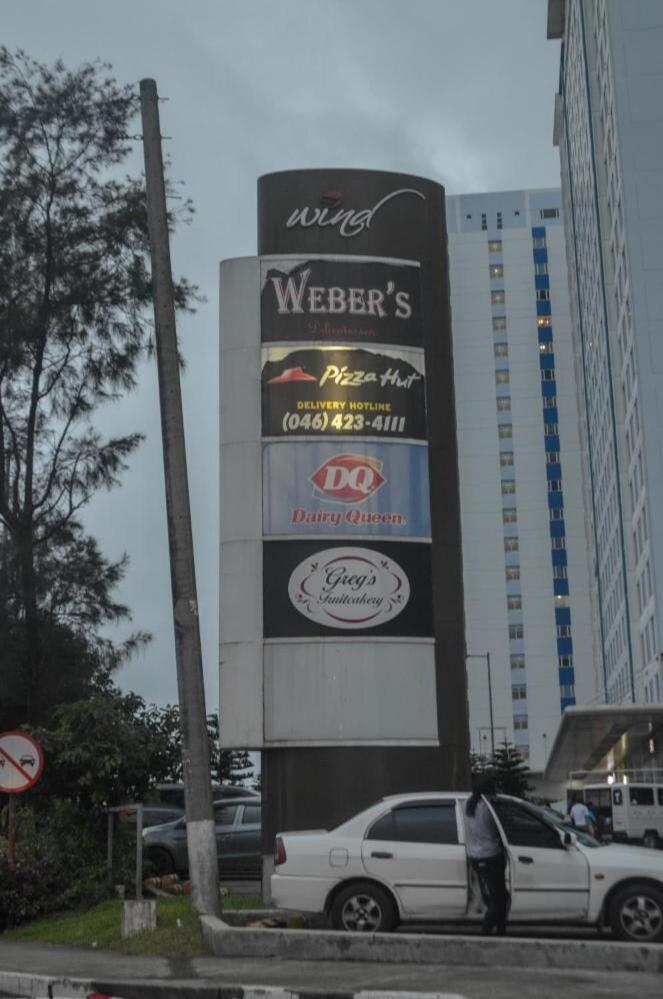 wind
WEBER'S
Delicatessen
Pizza Hut
DELIVERY HOTLINE
(046) 423-4111
DQ
Dairy Queen
Greg's
Fruitcakery